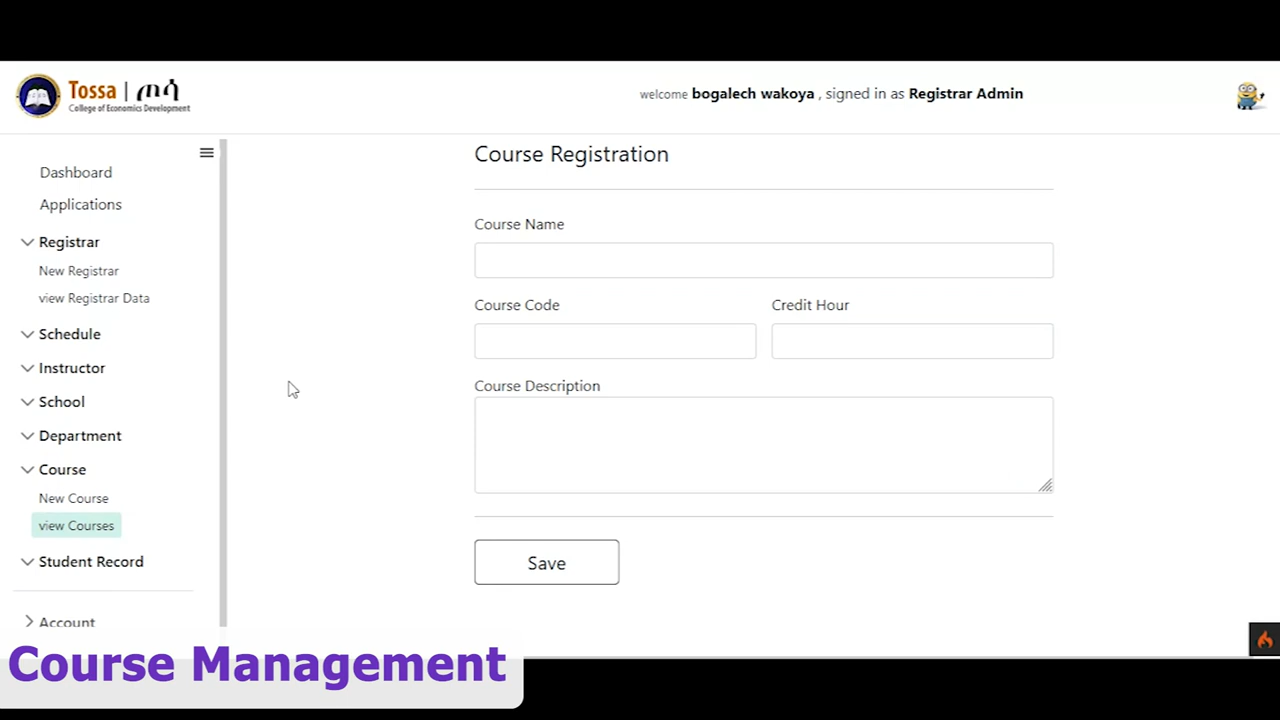 Tossa | ጦሳ
College of Economics Development
welcome bogalech wakoya , signed in as Registrar Admin
Dashboard
Applications
Registrar
New Registrar
view Registrar Data
Schedule
Instructor
School
Department
Course
New Course
view Courses
Student Record
Account
Course Registration
Course Name
Course Code
Credit Hour
Course Description
Save
Course Management